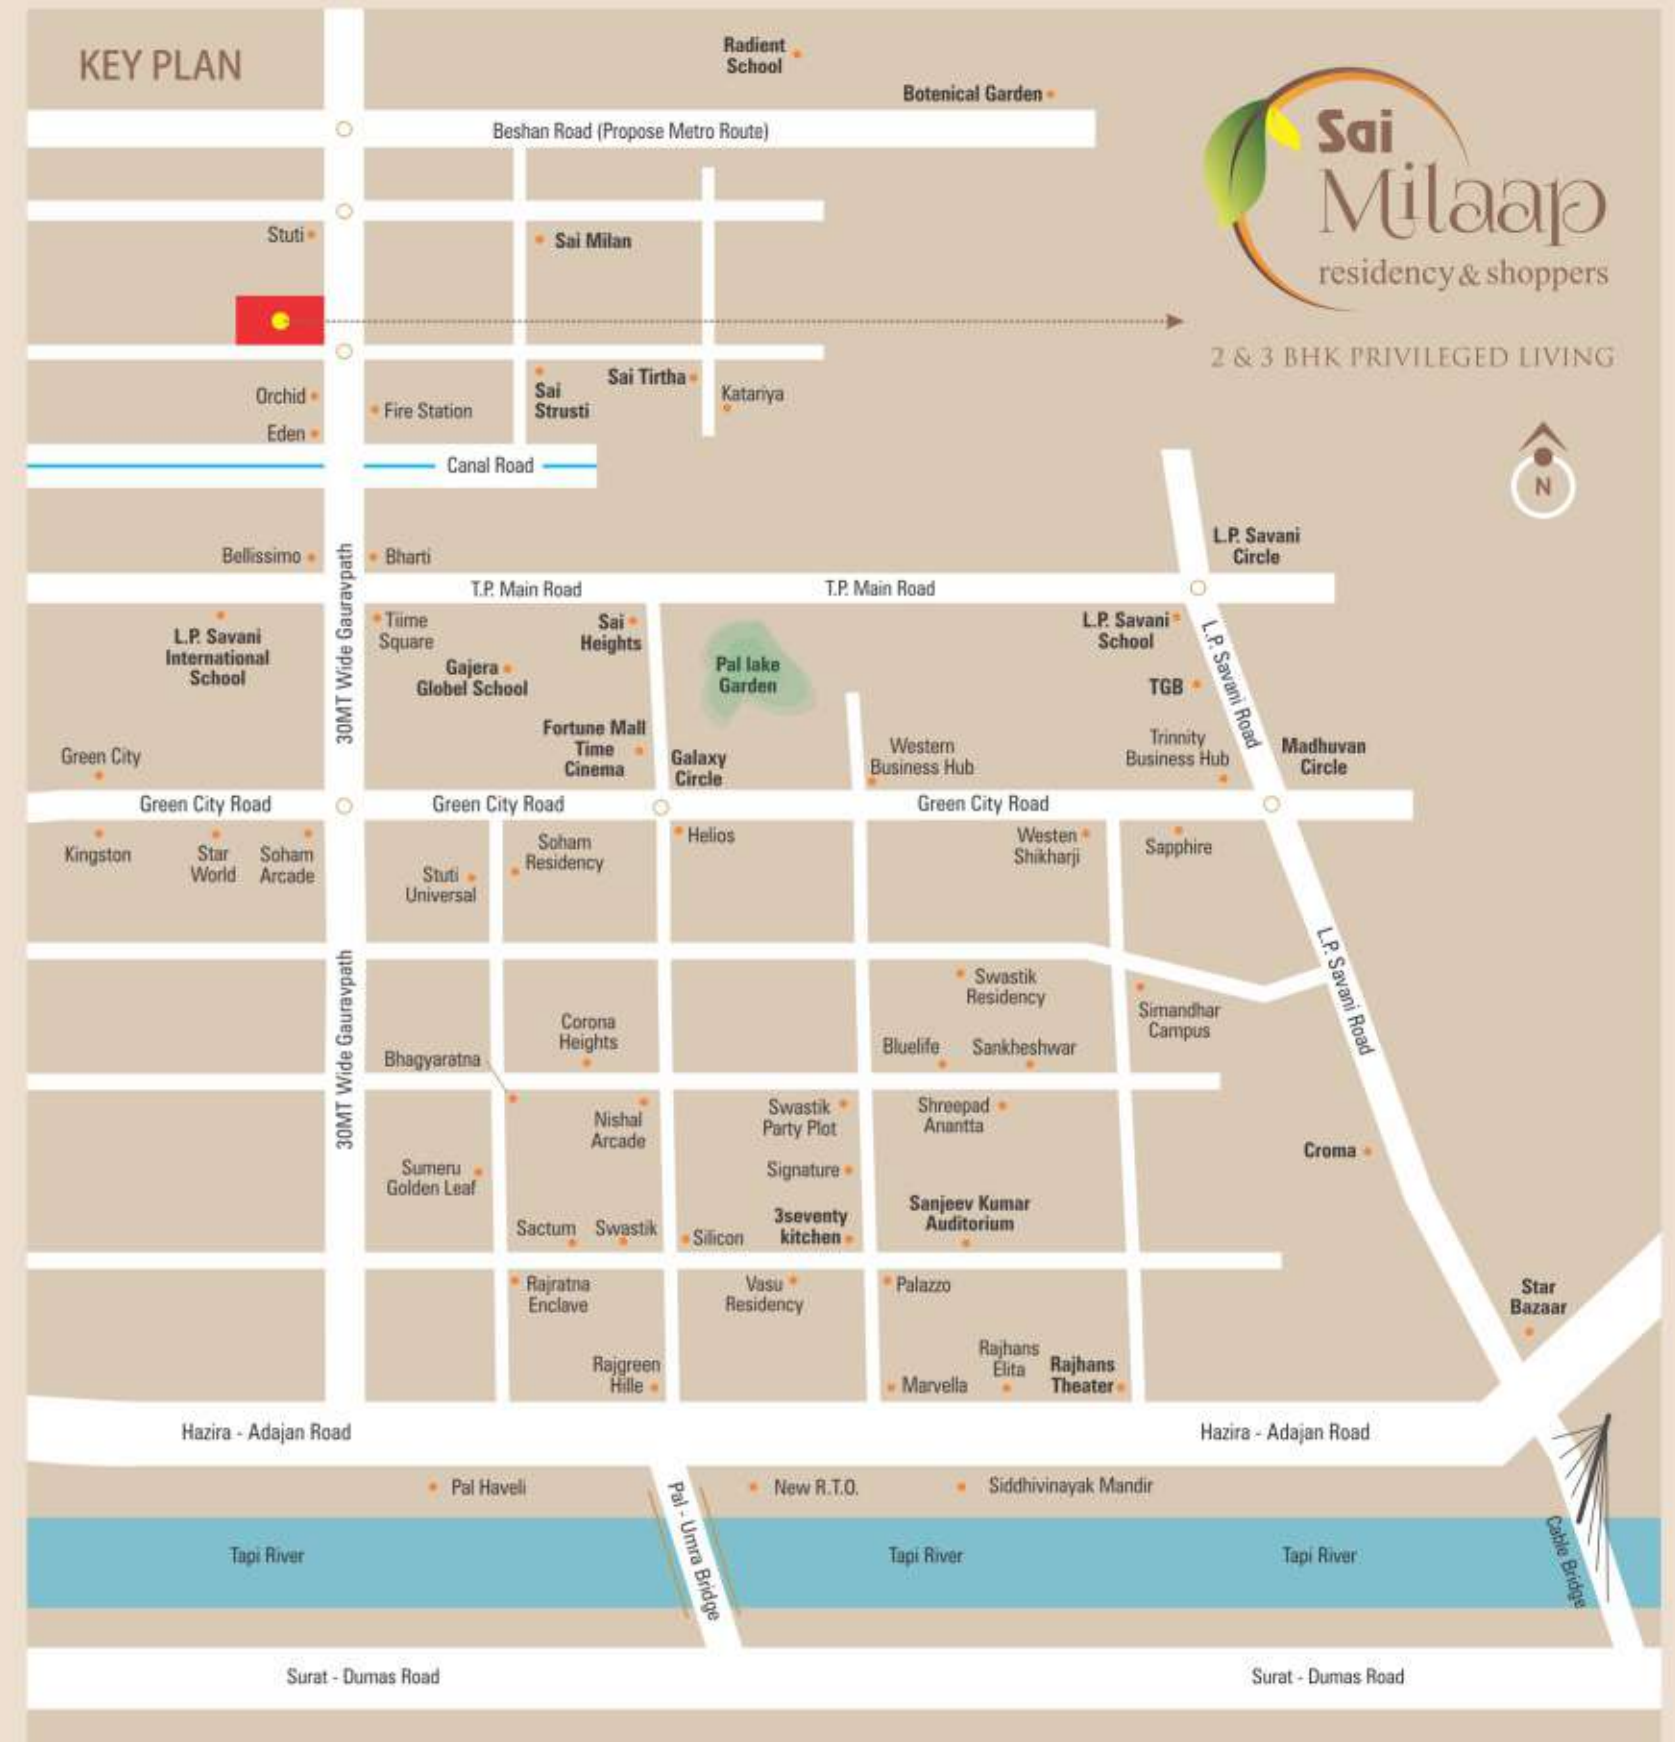 KEY PLAN
Radient
School
Botenical Garden
Beshan Road (Propose Metro Route)
Sai
Milaap
residency & shoppers
2 & 3 BHK PRIVILEGED LIVING
N
Stuti
Sai Milan
Orchid
Eden
Fire Station
Sai
Strusti
Sai Tirtha
Katariya
Canal Road
Bellissimo
Bharti
L.P. Savani
Circle
T.P. Main Road
T.P. Main Road
30MT Wide Gauravpath
L.P. Savani
International
School
Tiime
Square
Sai
Heights
Gajera
Globel School
Pal lake
Garden
L.P. Savani
School
TGB
L.P. Savani Road
Fortune Mall
Time
Cinema
Galaxy
Circle
Western
Business Hub
Trinnity
Business Hub
Madhuvan
Circle
Green City
Green City Road
Green City Road
Green City Road
Kingston
Star
World
Soham
Arcade
Stuti
Universal
Soham
Residency
Helios
Westen
Shikharji
Sapphire
30MT Wide Gauravpath
L.P. Savani Road
Swastik
Residency
Simandhar
Campus
Corona
Heights
Bhagyaratna
Bluelife
Sankheshwar
Nishal
Arcade
Swastik
Party Plot
Shreepad
Anantta
Croma
Sumeru
Golden Leaf
Signature
Sactum
Swastik
Silicon
3seventy
kitchen
Sanjeev Kumar
Auditorium
Rajratna
Enclave
Vasu
Residency
Palazzo
Star
Bazaar
Rajgreen
Hille
Marvella
Rajhans
Elita
Rajhans
Theater
Hazira - Adajan Road
Hazira - Adajan Road
Pal Haveli
Pal - Umra Bridge
New R.T.O.
Siddhivinayak Mandir
Cable Bridge
Tapi River
Tapi River
Tapi River
Surat - Dumas Road
Surat - Dumas Road